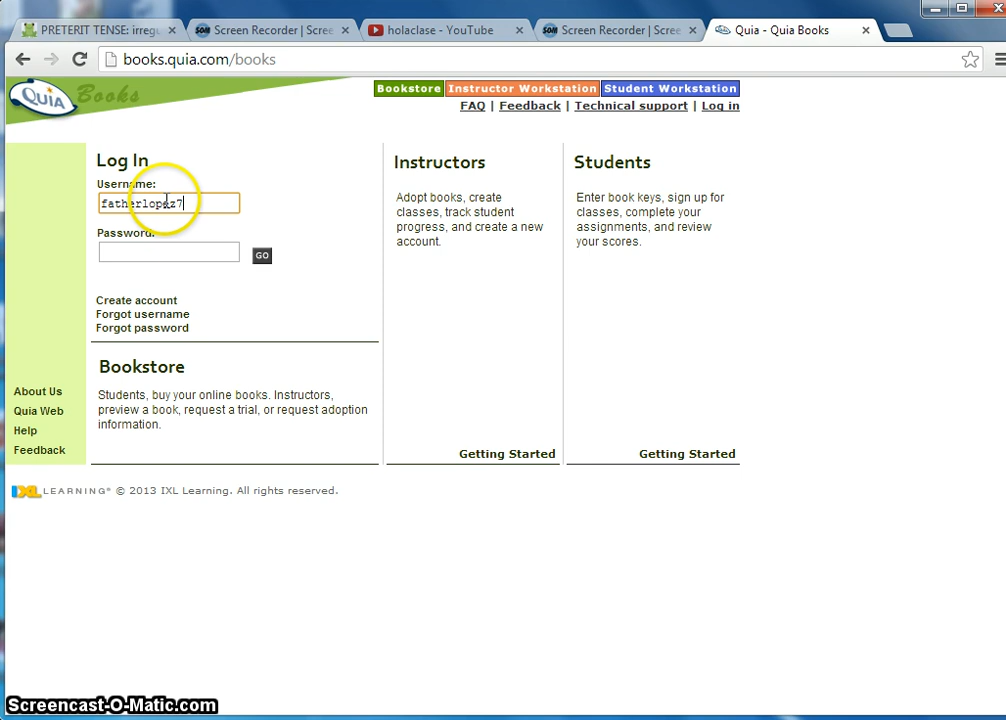 PRETERIT TENSE: irregu
Screen Recorder | Scree
holaclase - YouTube
Screen Recorder | Scree
Quia - Quia Books
books.quia.com/books
QUIA Books
Bookstore Instructor Workstation Student Workstation
FAQ | Feedback | Technical support | Log in
Log In
Username:
fatherlopez7
Password:
GO
Create account
Forgot username
Forgot password
Bookstore
Students, buy your online books. Instructors,
preview a book, request a trial, or request adoption
information.
Instructors
Adopt books, create
classes, track student
progress, and create a new
account.
Getting Started
Students
Enter book keys, sign up for
classes, complete your
assignments, and review
your scores.
Getting Started
About Us
Quia Web
Help
Feedback
IXL LEARNING® © 2013 IXL Learning. All rights reserved.
Screencast-O-Matic.com